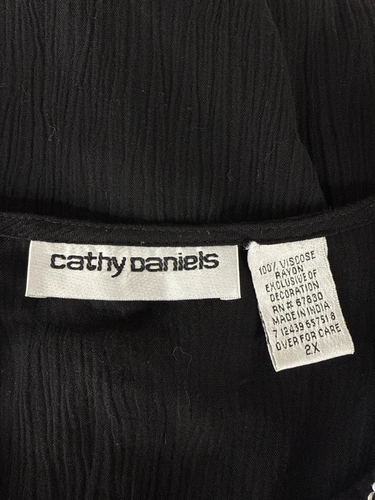 cathy Daniels
100% VISCOSE
RAYON
EXCLUSIVE OF
DECORATION
RN# 67830
MADE IN INDIA
7 12439 65751 8
OVER FOR CARE
2X